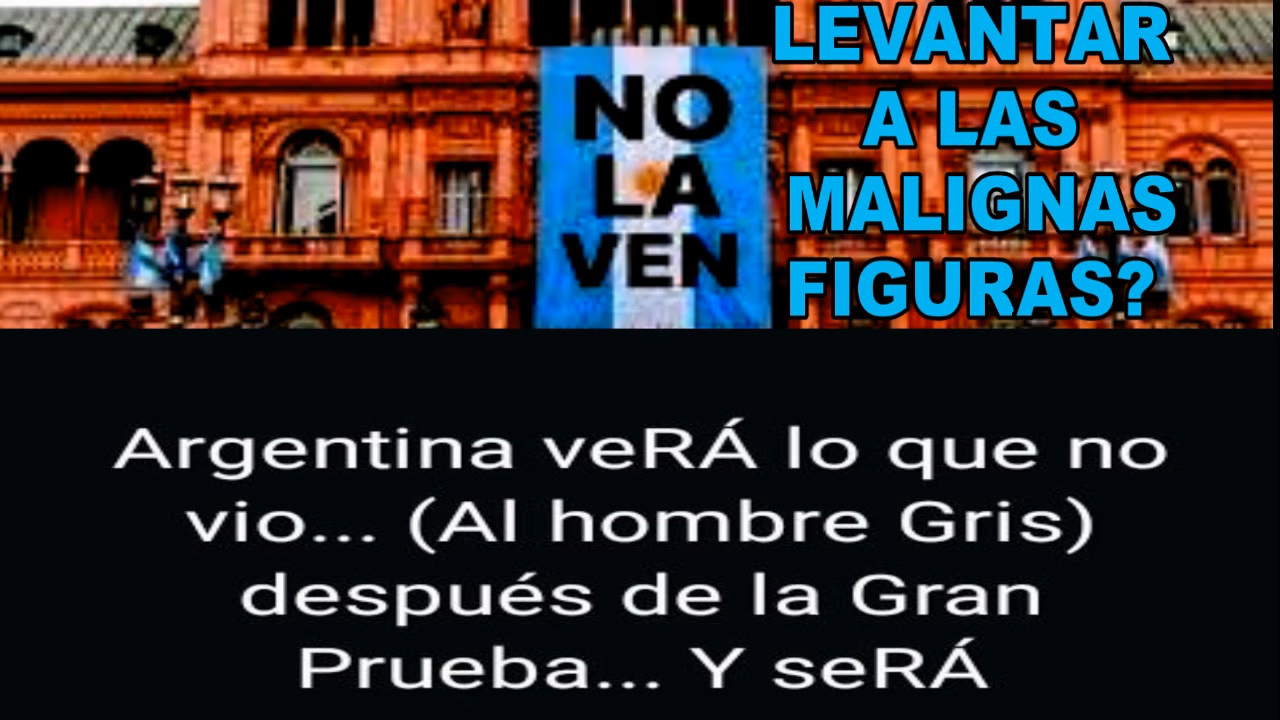 NO
LA
VEN
LEVANTAR
A LAS
MALIGNAS
FIGURAS?
Argentina veRÁ lo que no
vio... (Al hombre Gris)
después de la Gran
Prueba... Y seRÁ